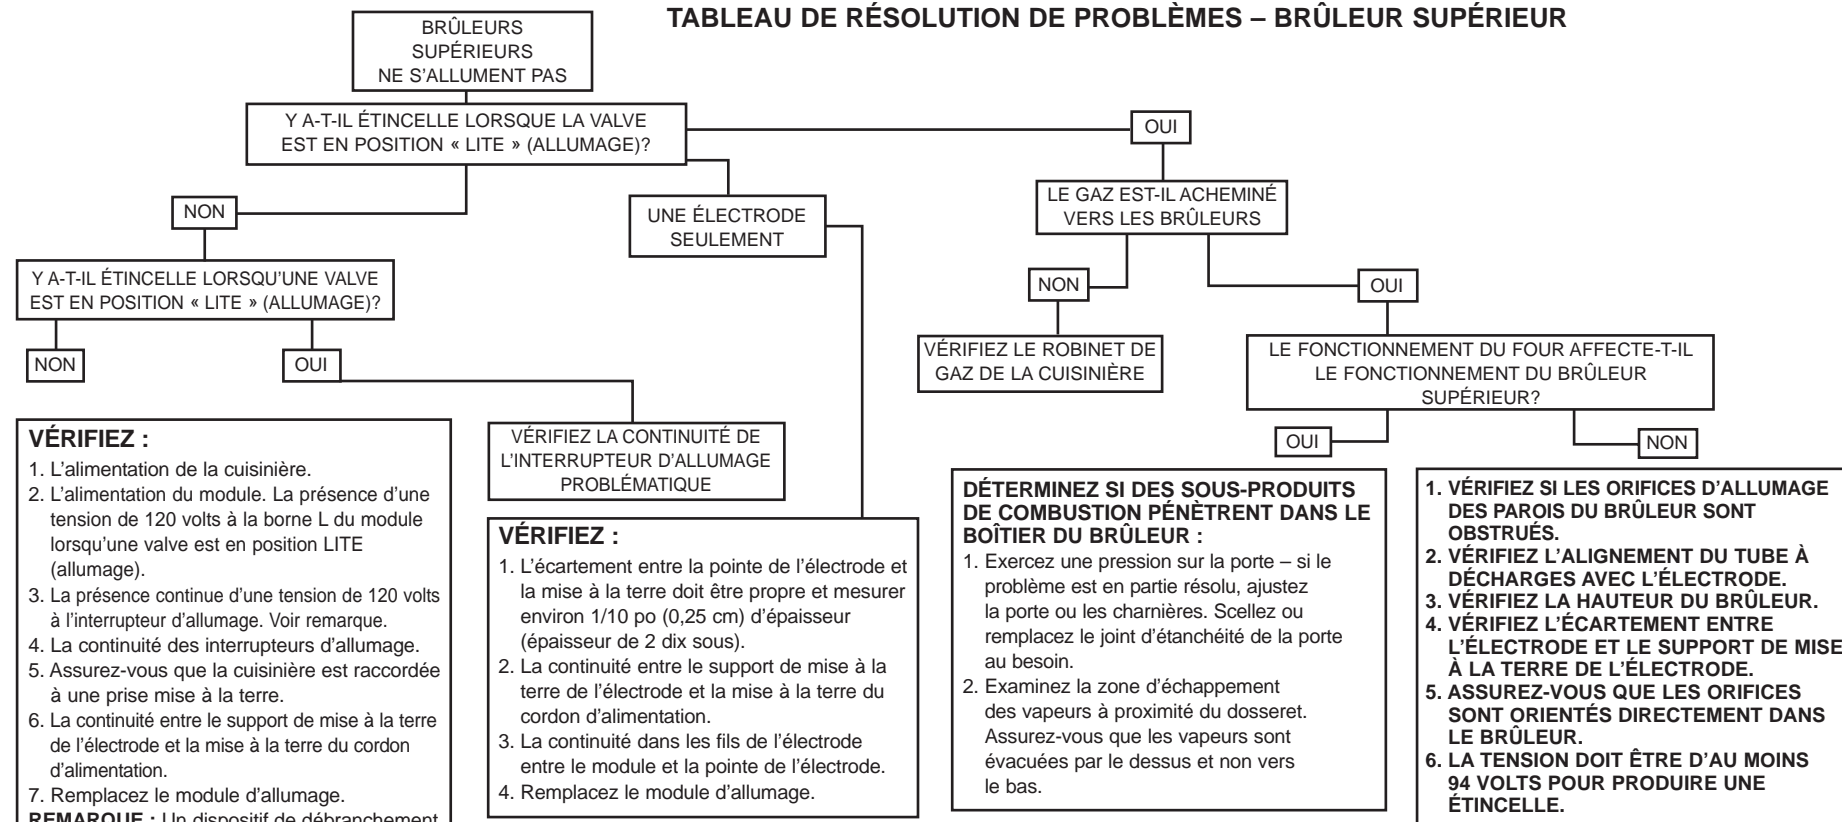 TABLEAU DE RÉSOLUTION DE PROBLÈMES – BRÛLEUR SUPÉRIEUR
BRÛLEURS
SUPÉRIEURS
NE S'ALLUMENT PAS
Y A-T-IL ÉTINCELLE LORSQUE LA VALVE
EST EN POSITION « LITE » (ALLUMAGE)?
OUI
NON
UNE ÉLECTRODE
SEULEMENT
LE GAZ EST-IL ACHEMINÉ
VERS LES BRÛLEURS
Y A-T-IL ÉTINCELLE LORSQU'UNE VALVE
EST EN POSITION « LITE » (ALLUMAGE)?
NON
OUI
NON
OUI
VÉRIFIEZ LE ROBINET DE
GAZ DE LA CUISINIÈRE
LE FONCTIONNEMENT DU FOUR AFFECTE-T-IL
LE FONCTIONNEMENT DU BRÛLEUR
SUPÉRIEUR?
OUI
NON
VÉRIFIEZ :
1. L'alimentation de la cuisinière.
2. L'alimentation du module. La présence d'une
tension de 120 volts à la borne L du module
lorsqu'une valve est en position LITE
(allumage).
3. La présence continue d'une tension de 120 volts
à l'interrupteur d'allumage. Voir remarque.
4. La continuité des interrupteurs d'allumage.
5. Assurez-vous que la cuisinière est raccordée
à une prise mise à la terre.
6. La continuité entre le support de mise à la terre
de l'électrode et la mise à la terre du cordon
d'alimentation.
7. Remplacez le module d'allumage.
REMARQUE : Un dispositif de débranchement
VÉRIFIEZ LA CONTINUITÉ DE
L'INTERRUPTEUR D'ALLUMAGE
PROBLÉMATIQUE
VÉRIFIEZ :
1. L'écartement entre la pointe de l'électrode et
la mise à la terre doit être propre et mesurer
environ 1/10 po (0,25 cm) d'épaisseur
(épaisseur de 2 dix sous).
2. La continuité entre le support de mise à la
terre de l'électrode et la mise à la terre du
cordon d'alimentation.
3. La continuité dans les fils de l'électrode
entre le module et la pointe de l'électrode.
4. Remplacez le module d'allumage.
DÉTERMINEZ SI DES SOUS-PRODUITS
DE COMBUSTION PÉNÈTRENT DANS LE
BOÎTIER DU BRÛLEUR :
1. Exercez une pression sur la porte – si le
problème est en partie résolu, ajustez
la porte ou les charnières. Scellez ou
remplacez le joint d'étanchéité de la porte
au besoin.
2. Examinez la zone d'échappement
des vapeurs à proximité du dosseret.
Assurez-vous que les vapeurs sont
évacuées par le dessus et non vers
le bas.
1. VÉRIFIEZ SI LES ORIFICES D'ALLUMAGE
DES PAROIS DU BRÛLEUR SONT
OBSTRUÉS.
2. VÉRIFIEZ L'ALIGNEMENT DU TUBE À
DÉCHARGES AVEC L'ÉLECTRODE.
3. VÉRIFIEZ LA HAUTEUR DU BRÛLEUR.
4. VÉRIFIEZ L'ÉCARTEMENT ENTRE
L'ÉLECTRODE ET LE SUPPORT DE MISE
À LA TERRE DE L'ÉLECTRODE.
5. ASSUREZ-VOUS QUE LES ORIFICES
SONT ORIENTÉS DIRECTEMENT DANS
LE BRÛLEUR.
6. LA TENSION DOIT ÊTRE D'AU MOINS
94 VOLTS POUR PRODUIRE UNE
ÉTINCELLE.